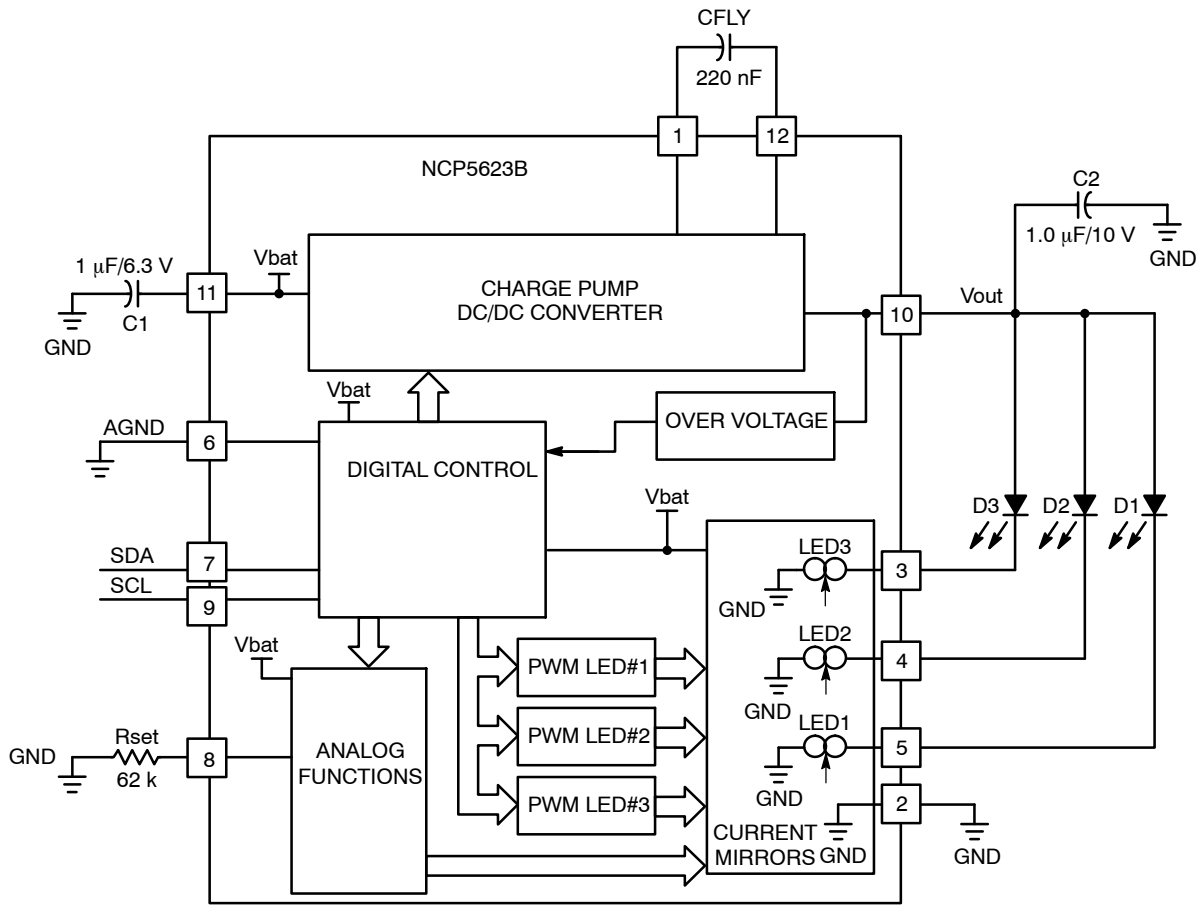 CFLY
220 nF
1
12
NCP5623B
C2
1.0 μF/10 V
GND
1 μF/6.3 V
Vbat
11
C1
GND
CHARGE PUMP
DC/DC CONVERTER
Vout
10
Vbat
AGND
6
OVER VOLTAGE
DIGITAL CONTROL
Vbat
D3
D2
D1
SDA
7
SCL
9
LED3
3
GND
Vbat
PWM LED#1
LED2
4
GND
PWM LED#2
LED1
5
GND
GND
Rset
62 k
8
ANALOG
FUNCTIONS
PWM LED#3
2
GND
GND
CURRENT
MIRRORS